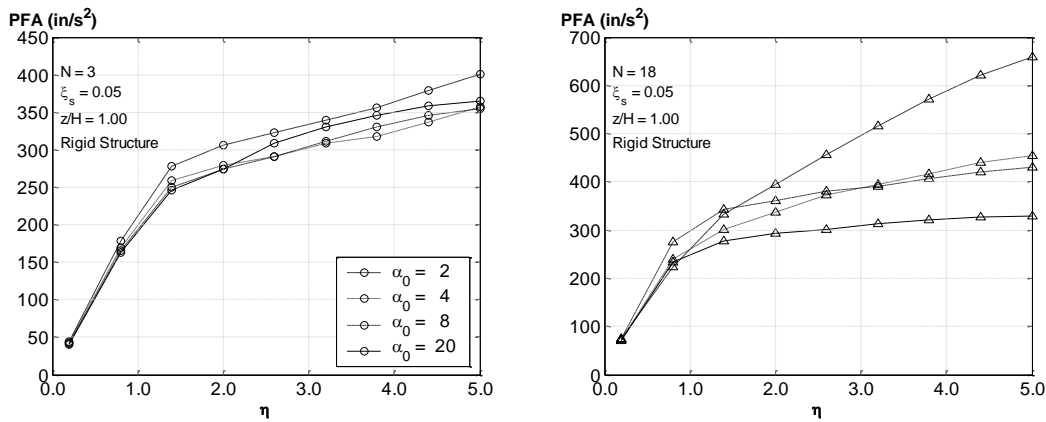 PFA (in/s²)
450
400
350
300
250
200
150
100
50
0
0.0 1.0 2.0 3.0 4.0 5.0
η
N = 3
ξs = 0.05
z/H = 1.00
Rigid Structure
α0 = 2
α0 = 4
α0 = 8
α0 = 20
PFA (in/s²)
700
600
500
400
300
200
100
0
0.0 1.0 2.0 3.0 4.0 5.0
η
N = 18
ξs = 0.05
z/H = 1.00
Rigid Structure